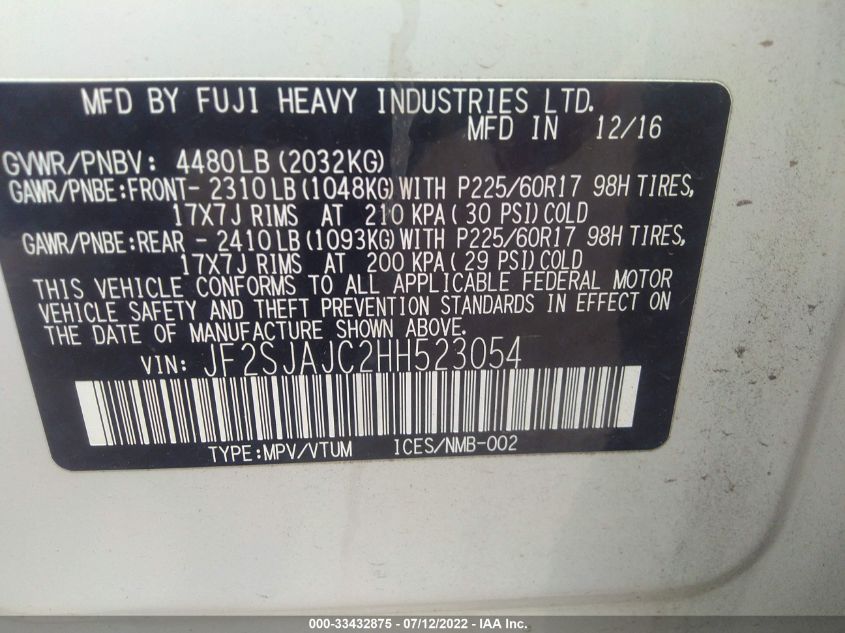 MFD BY FUJI HEAVY INDUSTRIES LTD.
MFD IN 12/16
GVWR/PNBV: 4480LB(2032KG)
GAWR/PNBE:FRONT- 2310LB(1048KG)WITH P225/60R17 98H TIRES,
17X7J RIMS AT 210 KPA( 30 PSI)COLD
GAWR/PNBE:REAR - 2410LB(1093KG)WITH P225/60R17 98H TIRES,
17X7J RIMS AT 200 KPA( 29 PSI)COLD
THIS VEHICLE CONFORMS TO ALL APPLICABLE FEDERAL MOTOR
VEHICLE SAFETY AND THEFT PREVENTION STANDARDS IN EFFECT ON
THE DATE OF MANUFACTURE SHOWN ABOVE.
VIN: JF2SJAJC2HH523054
TYPE:MPV/VTUM ICES/NMB-002
000-33432875 - 07/12/2022 - IAA Inc.